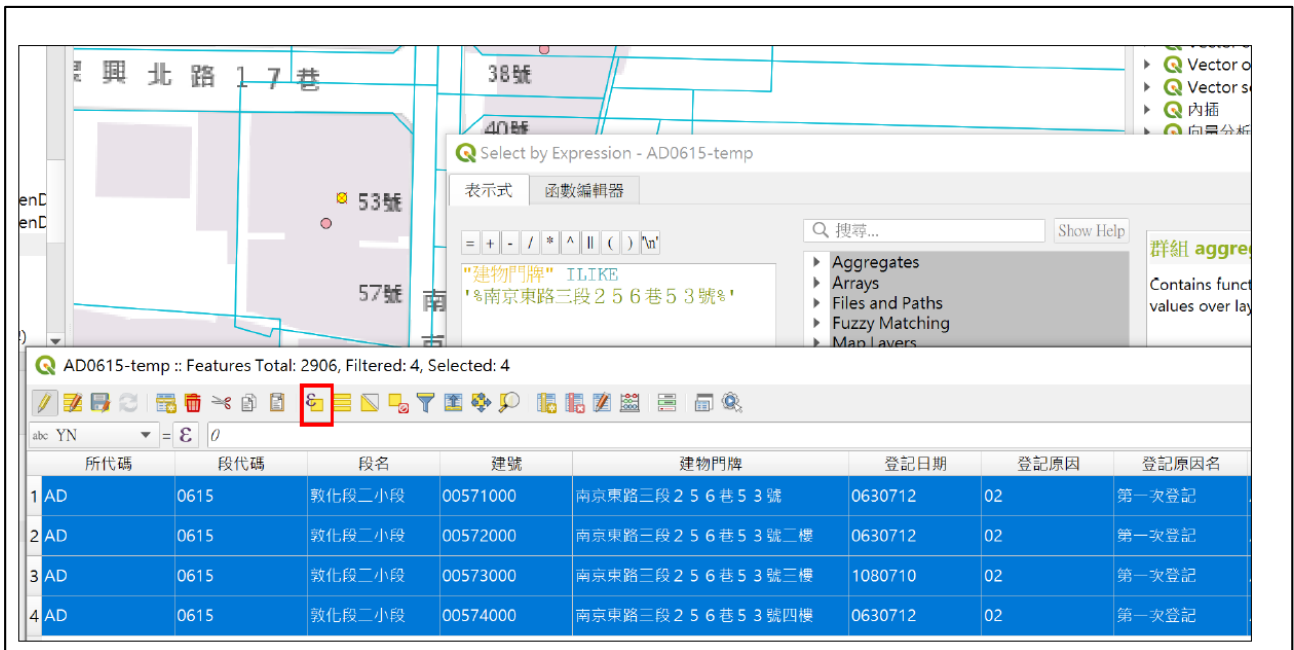 興北路17巷
38號
40號
53號
57號
南
Vector o
Vector s
內插
向量分析
enD
enD
Select by Expression - AD0615-temp
表示式 函數編輯器
= + - / * ^ || ( ) '\n'
搜尋... Show Help
"建物門牌" ILIKE
'%南京東路三段２５６巷５３號%'
Aggregates
Arrays
Files and Paths
Fuzzy Matching
Map Layers
群組 aggre
Contains funct
values over lay
AD0615-temp :: Features Total: 2906, Filtered: 4, Selected: 4
abc YN = ε 0
所代碼 段代碼 段名 建號 建物門牌 登記日期 登記原因 登記原因名
1 AD 0615 敦化段二小段 00571000 南京東路三段２５６巷５３號 0630712 02 第一次登記
2 AD 0615 敦化段二小段 00572000 南京東路三段２５６巷５３號二樓 0630712 02 第一次登記
3 AD 0615 敦化段二小段 00573000 南京東路三段２５６巷５３號三樓 1080710 02 第一次登記
4 AD 0615 敦化段二小段 00574000 南京東路三段２５６巷５３號四樓 0630712 02 第一次登記